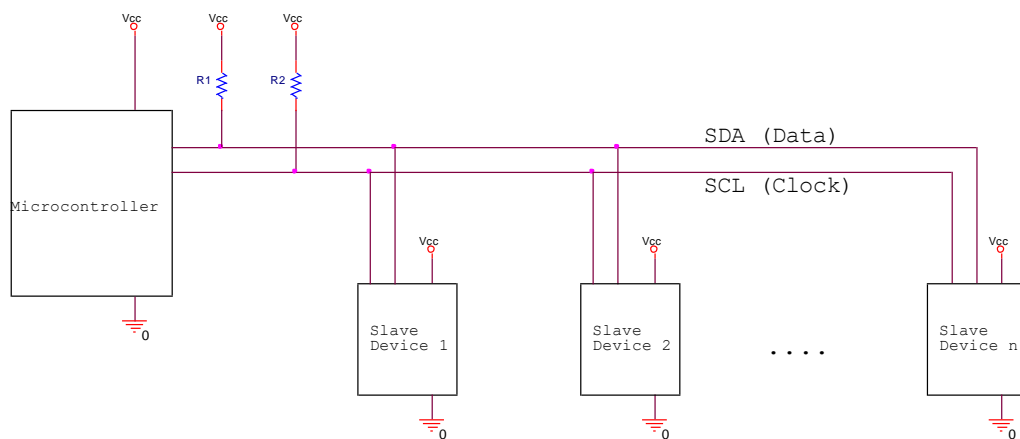 Vcc
Vcc
Vcc
R1
R2
SDA (Data)
SCL (Clock)
Microcontroller
Vcc
Vcc
Vcc
0
Slave
Device 1
Slave
Device 2
....
Slave
Device n
0
0
0